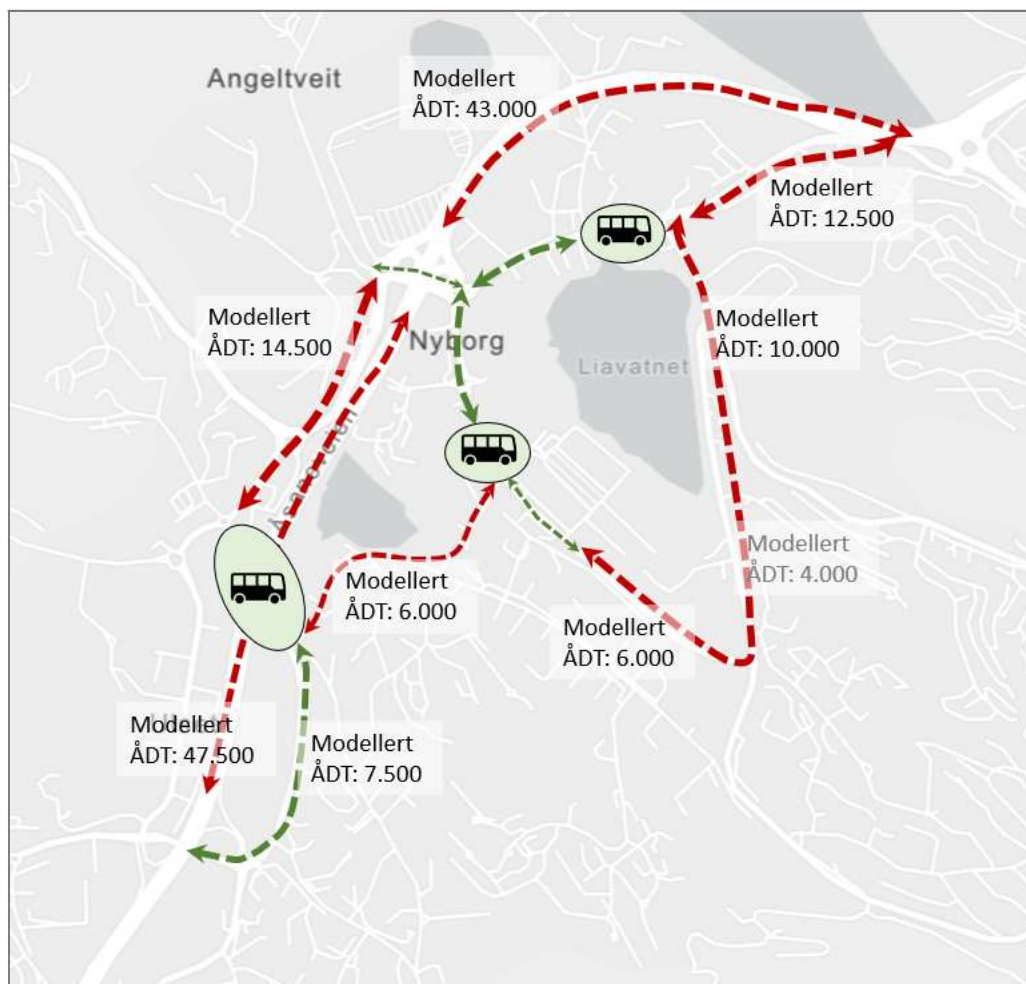 Angeltveit
Modellert
ÅDT: 43.000
Modellert
ÅDT: 12.500
Modellert
ÅDT: 14.500
Nyborg
Modellert
ÅDT: 10.000
Liavatnet
Åsaneveien
Modellert
ÅDT: 4.000
Modellert
ÅDT: 6.000
Modellert
ÅDT: 6.000
Modellert
ÅDT: 47.500
Modellert
ÅDT: 7.500